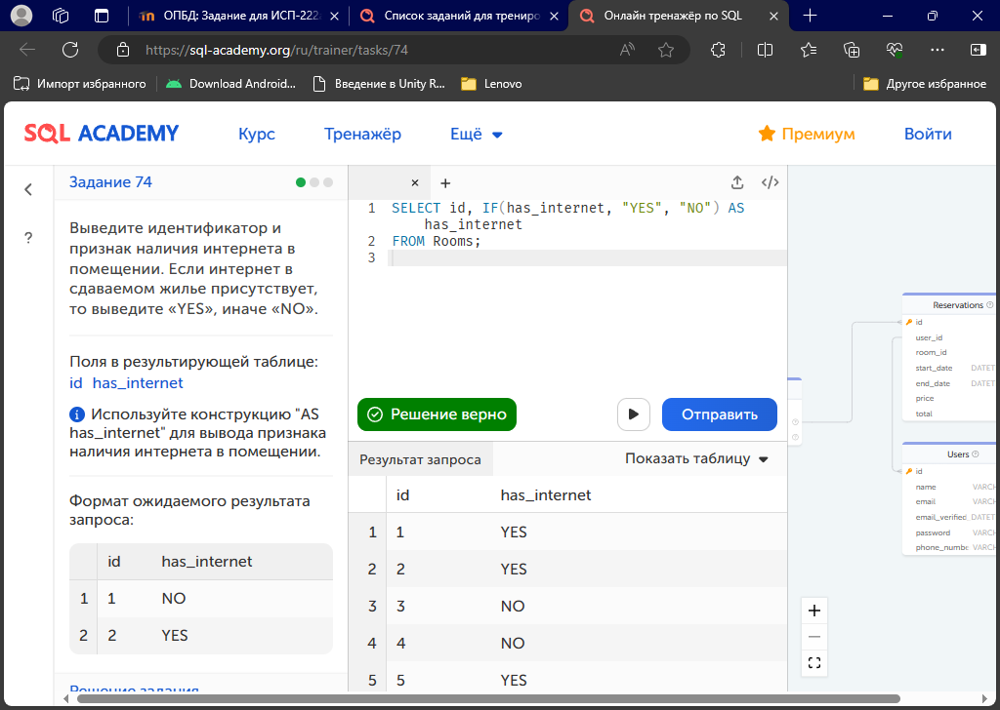 ОПБД: Задание для ИСП-222
Список заданий для трениро
Онлайн тренажёр по SQL
https://sql-academy.org/ru/trainer/tasks/74
Импорт избранного
Download Android...
Введение в Unity R...
Lenovo
Другое избранное
SQL ACADEMY
Курс
Тренажёр
Ещё
Премиум
Войти
Задание 74
Выведите идентификатор и
признак наличия интернета в
помещении. Если интернет в
сдаваемом жилье присутствует,
то выведите «YES», иначе «NO».
Поля в результирующей таблице:
id has_internet
Используйте конструкцию "AS
has_internet" для вывода признака
наличия интернета в помещении.
Формат ожидаемого результата
запроса:
id has_internet
1 1 NO
2 2 YES
Решение задания
1 SELECT id, IF(has_internet, "YES", "NO") AS
has_internet
2 FROM Rooms;
3
Решение верно
Отправить
Результат запроса
Показать таблицу
id has_internet
1 1 YES
2 2 YES
3 3 NO
4 4 NO
5 5 YES
Reservations
id
user_id
room_id
start_date DATET
end_date DATET
price
total
Users
id
name VARCH
email VARCH
email_verified DATET
password VARCH
phone_numbe VARCH